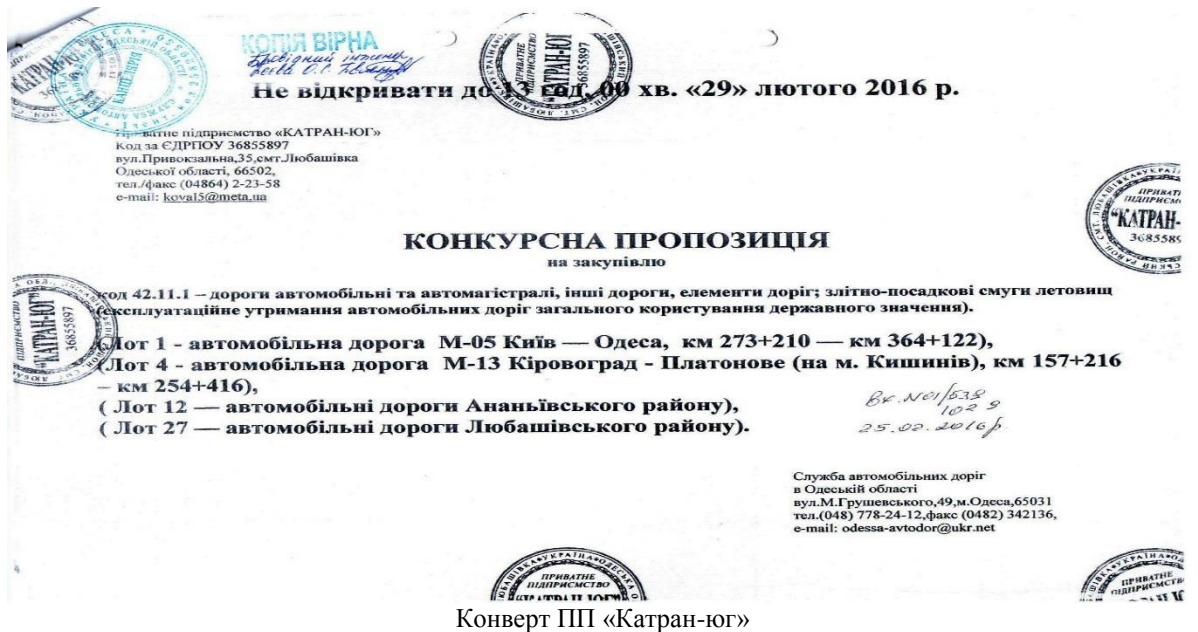 КОПІЯ ВІРНА
Не відкривати до 13 год. 00 хв. «29» лютого 2016 р.
Приватне підприємство «КАТРАН-ЮГ»
Код за ЄДРПОУ 36855897
вул.Привокзальна,35,смт.Любашівка
Одеської області, 66502,
тел./факс (04864) 2-23-58
e-mail: koval5@meta.ua
КОНКУРСНА ПРОПОЗИЦІЯ
на закупівлю
код 42.11.1 – дороги автомобільні та автомагістралі, інші дороги, елементи доріг; злітно-посадкові смуги летовищ
(експлуатаційне утримання автомобільних доріг загального користування державного значення).
(Лот 1 - автомобільна дорога М-05 Київ — Одеса, км 273+210 — км 364+122),
(Лот 4 - автомобільна дорога М-13 Кіровоград - Платонове (на м. Кишинів), км 157+216
– км 254+416),
( Лот 12 — автомобільні дороги Ананьївського району),
( Лот 27 — автомобільні дороги Любашівського району).
25.02.2016р
Служба автомобільних доріг
в Одеській області
вул.М.Грушевського,49,м.Одеса,65031
тел.(048) 778-24-12,факс (0482) 342136,
e-mail: odessa-avtodor@ukr.net
ПРИВАТНЕ
ПІДПРИЄМСТВО
"КАТРАН-ЮГ"
36855897
Конверт ПП «Катран-юг»